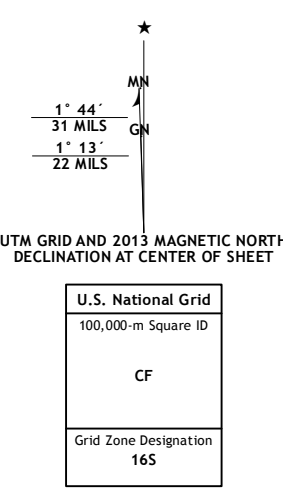 MN
1° 44´
31 MILS
GN
1° 13´
22 MILS
UTM GRID AND 2013 MAGNETIC NORTH
DECLINATION AT CENTER OF SHEET
U.S. National Grid
100,000-m Square ID
CF
Grid Zone Designation
16S